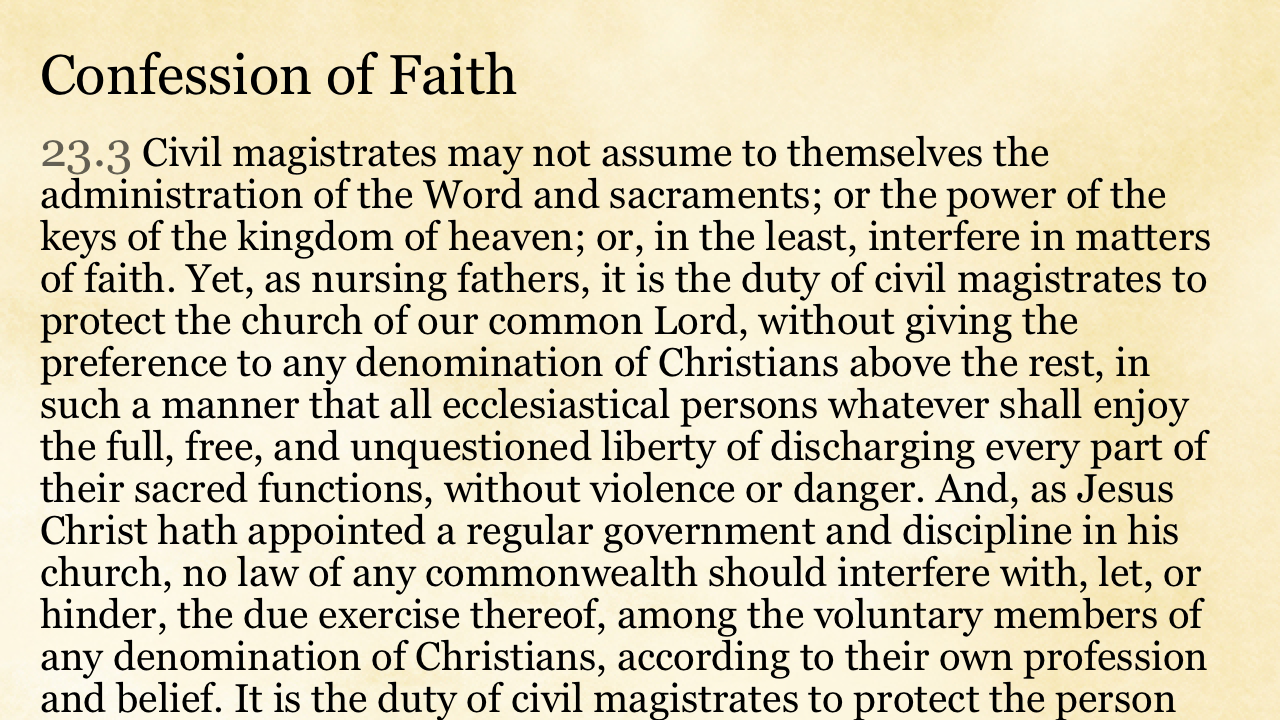 Confession of Faith
23.3 Civil magistrates may not assume to themselves the
administration of the Word and sacraments; or the power of the
keys of the kingdom of heaven; or, in the least, interfere in matters
of faith. Yet, as nursing fathers, it is the duty of civil magistrates to
protect the church of our common Lord, without giving the
preference to any denomination of Christians above the rest, in
such a manner that all ecclesiastical persons whatever shall enjoy
the full, free, and unquestioned liberty of discharging every part of
their sacred functions, without violence or danger. And, as Jesus
Christ hath appointed a regular government and discipline in his
church, no law of any commonwealth should interfere with, let, or
hinder, the due exercise thereof, among the voluntary members of
any denomination of Christians, according to their own profession
and belief. It is the duty of civil magistrates to protect the person